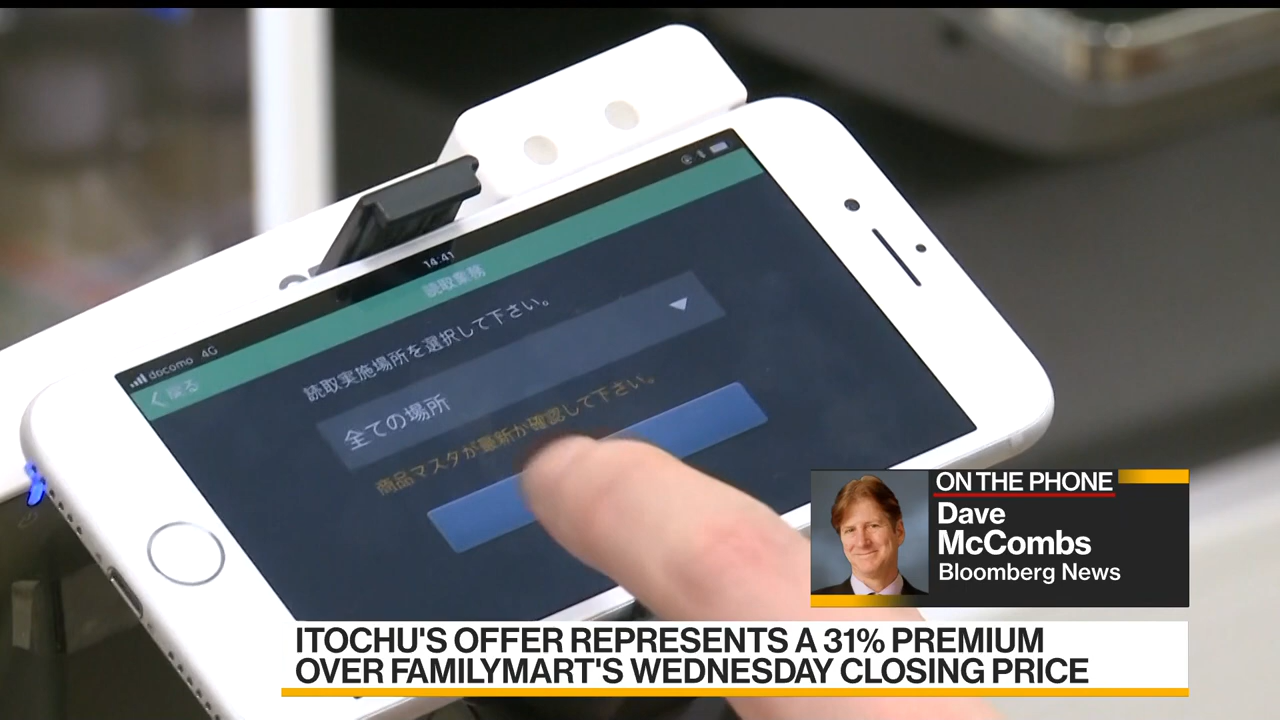 docomo 4G
14:41
戻る
読取業務
読取実施場所を選択して下さい。
全ての場所
商品マスタが最新か確認して下さい。
ON THE PHONE
Dave
McCombs
Bloomberg News
ITOCHU'S OFFER REPRESENTS A 31% PREMIUM
OVER FAMILYMART'S WEDNESDAY CLOSING PRICE